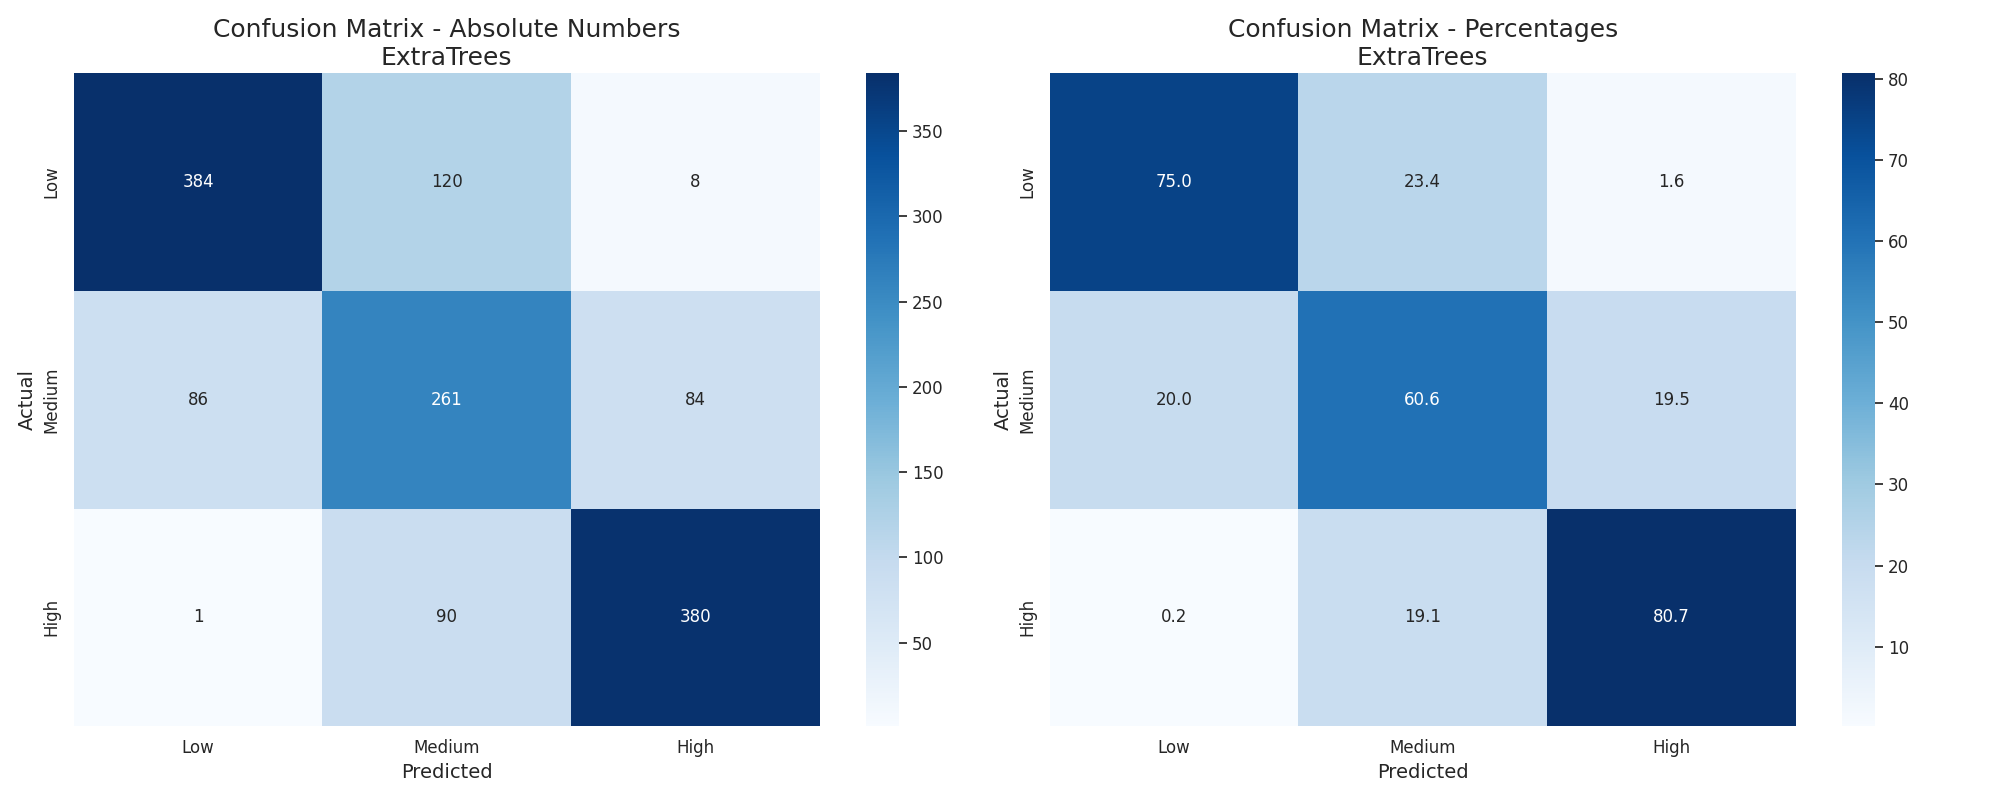 Confusion Matrix - Absolute Numbers
ExtraTrees
Actual
Low
384 120 8
Medium
86 261 84
High
1 90 380
Low Medium High
Predicted
350
300
250
200
150
100
50
Confusion Matrix - Percentages
ExtraTrees
Actual
Low
75.0 23.4 1.6
Medium
20.0 60.6 19.5
High
0.2 19.1 80.7
Low Medium High
Predicted
80
70
60
50
40
30
20
10